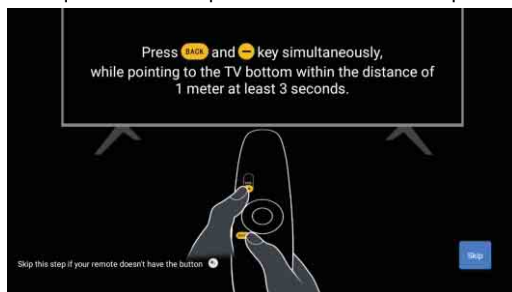 Press BACK and − key simultaneously,
while pointing to the TV bottom within the distance of
1 meter at least 3 seconds.
Skip this step if your remote doesn't have the button
Skip